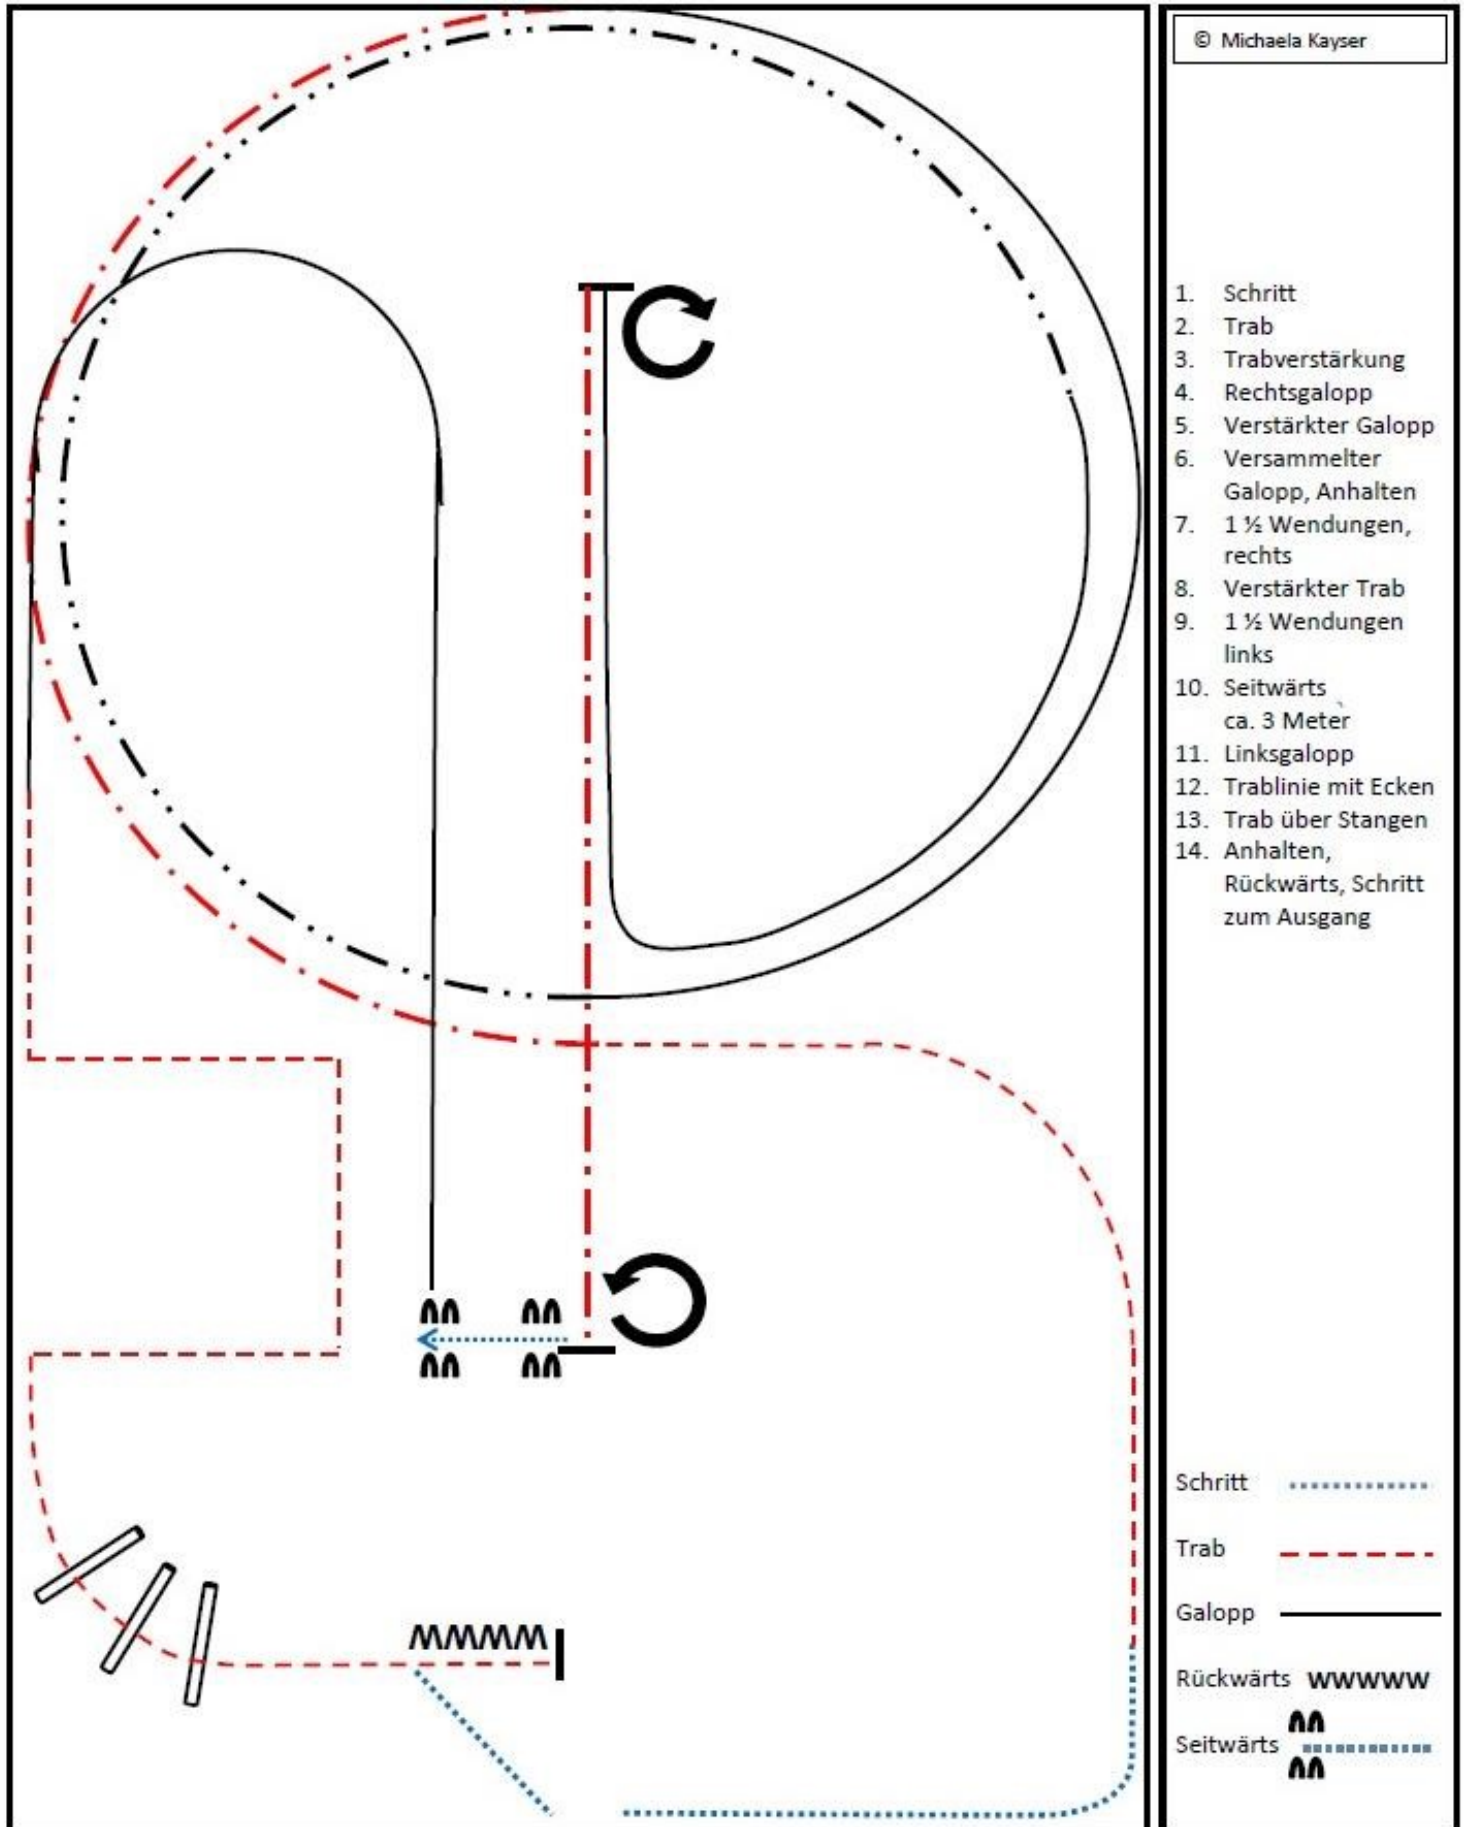 © Michaela Kayser
1. Schritt
2. Trab
3. Trabverstärkung
4. Rechtsgalopp
5. Verstärkter Galopp
6. Versammelter
Galopp, Anhalten
7. 1 ½ Wendungen,
rechts
8. Verstärkter Trab
9. 1 ½ Wendungen
links
10. Seitwärts
ca. 3 Meter
11. Linksgalopp
12. Trablinie mit Ecken
13. Trab über Stangen
14. Anhalten,
Rückwärts, Schritt
zum Ausgang
WWWW
Schritt
Trab
Galopp
Rückwärts wwwww
Seitwärts